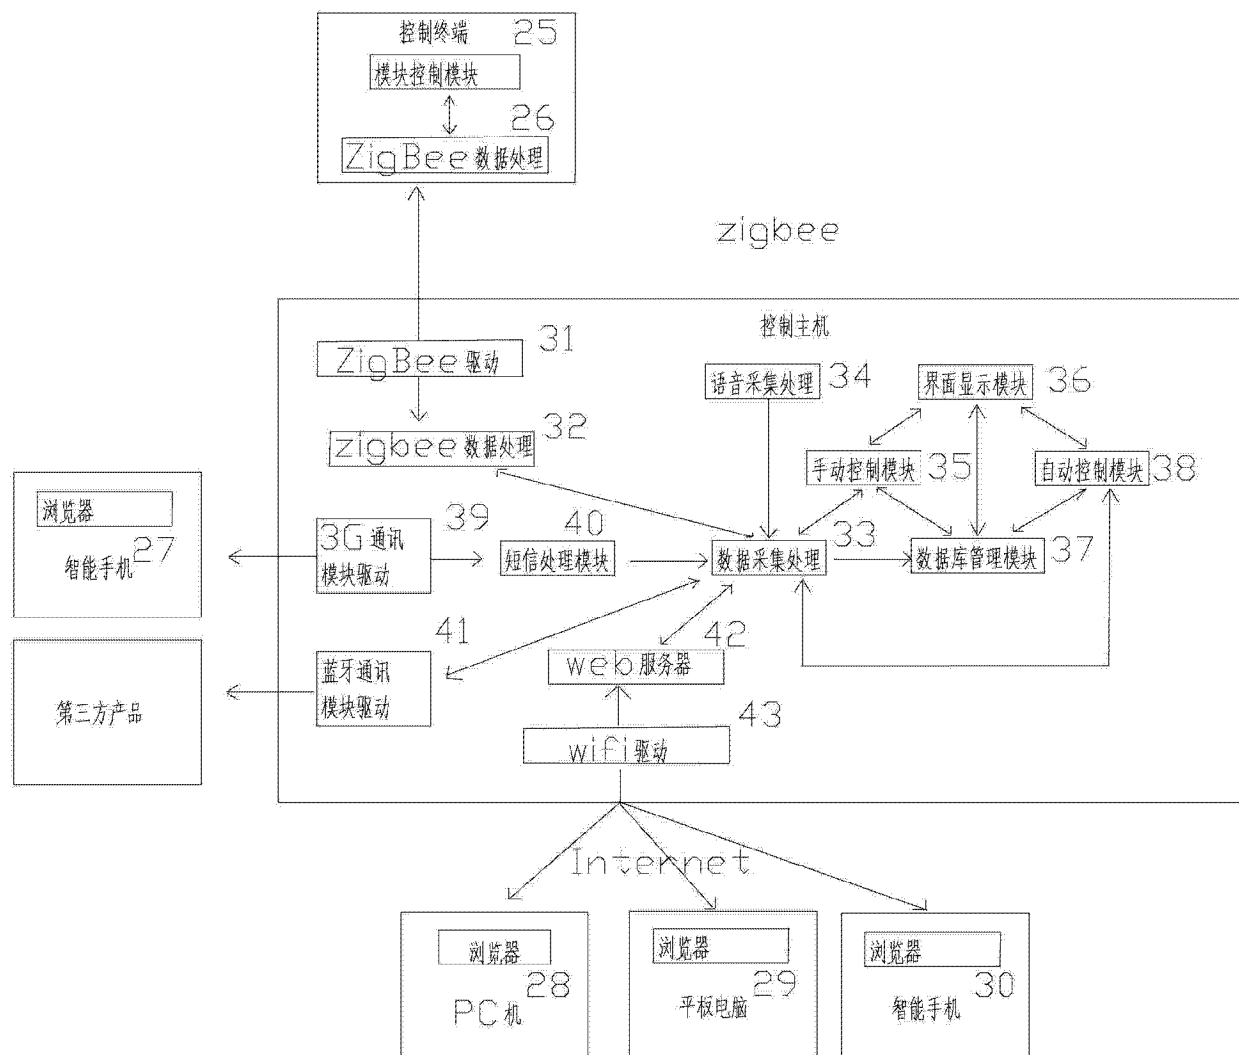 控制终端 25
模块控制模块
26
ZigBee数据处理
zigbee
控制主机
ZigBee驱动 31
语音采集处理 34
界面显示模块 36
zigbee数据处理 32
手动控制模块 35
自动控制模块 38
浏览器
智能手机 27
3G通讯
模块驱动
39
短信处理模块
40
数据采集处理
33
数据库管理模块 37
第三方产品
蓝牙通讯
模块驱动
41
web服务器
42
wifi驱动
43
Internet
浏览器
28
PC机
浏览器
29
平板电脑
浏览器
30
智能手机